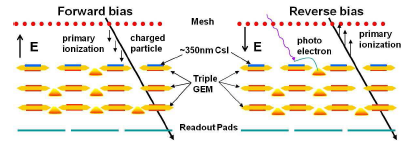 Forward bias
Reverse bias
Mesh
E
primary
ionization
charged
particle
~350nm CsI
E
photo
electron
primary
ionization
Triple
GEM
Readout Pads